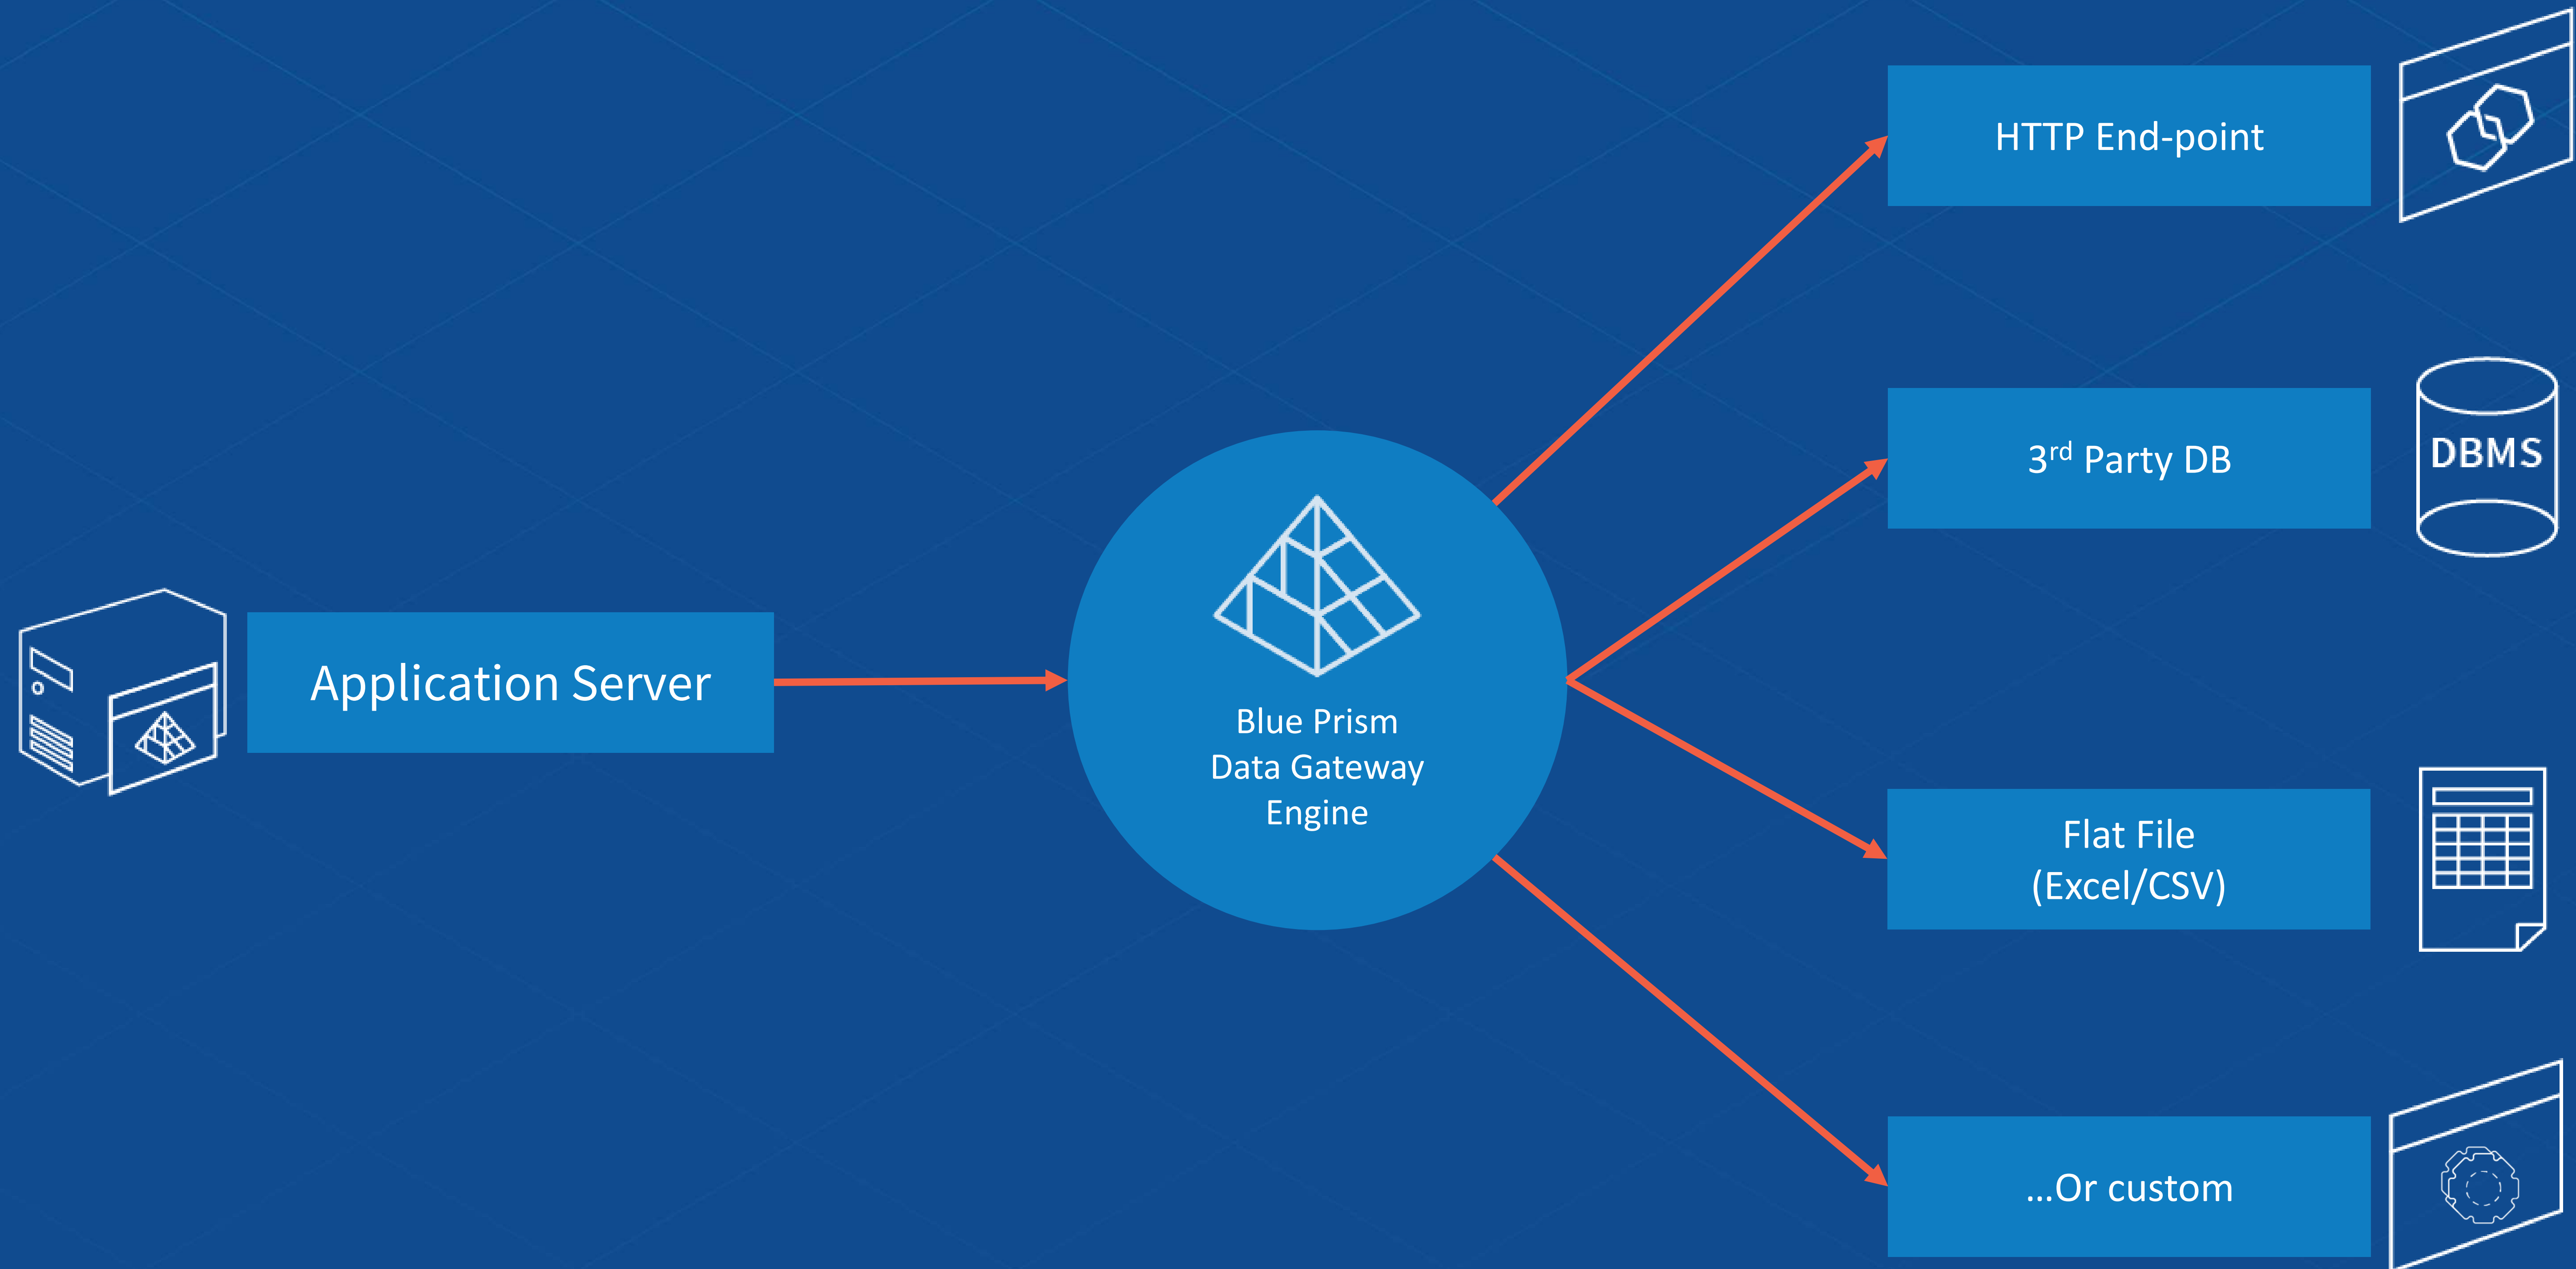 HTTP End-point
3rd Party DB
DBMS
Application Server
Blue Prism
Data Gateway
Engine
Flat File
(Excel/CSV)
...Or custom